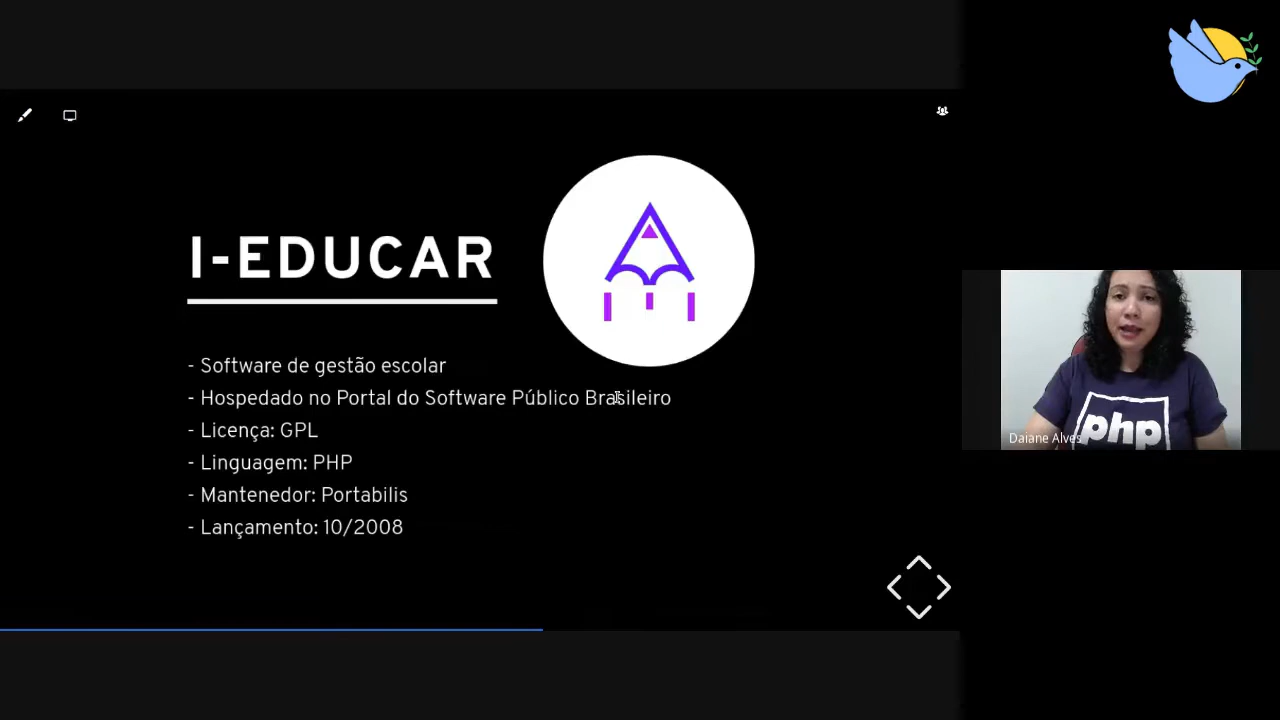 I-EDUCAR
- Software de gestão escolar
- Hospedado no Portal do Software Público Brasileiro
- Licença: GPL
- Linguagem: PHP
- Mantenedor: Portabilis
- Lançamento: 10/2008
php
Daiane Alves